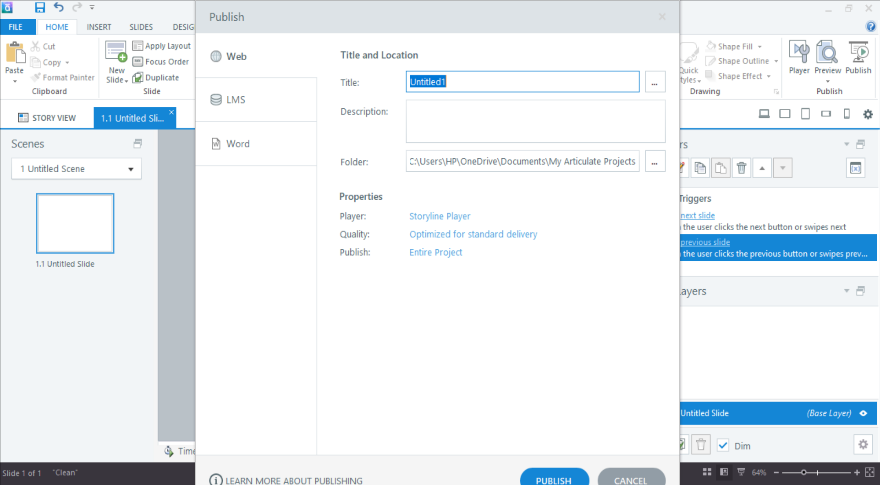 Publish
FILE
HOME
INSERT
SLIDES
DESIG
Paste
Cut
Copy
Format Painter
Clipboard
New
Slide
Apply Layout
Focus Order
Duplicate
Slide
Quick
Styles
Shape Fill
Shape Outline
Shape Effect
Drawing
Player
Preview
Publish
Publish
STORY VIEW
1.1 Untitled Sli...
Scenes
1 Untitled Scene
1.1 Untitled Slide
Web
LMS
Word
Title and Location
Title:
Untitled1
...
Description:
Folder:
C:\Users\HP\OneDrive\Documents\My Articulate Projects
...
Properties
Player:
Storyline Player
Quality:
Optimized for standard delivery
Publish:
Entire Project
LEARN MORE ABOUT PUBLISHING
PUBLISH
CANCEL
rs
Triggers
next slide
the user clicks the next button or swipes next
previous slide
the user clicks the previous button or swipes prev...
ayers
Untitled Slide
(Base Layer)
Dim
Time
Slide 1 of 1
"Clean"
64%